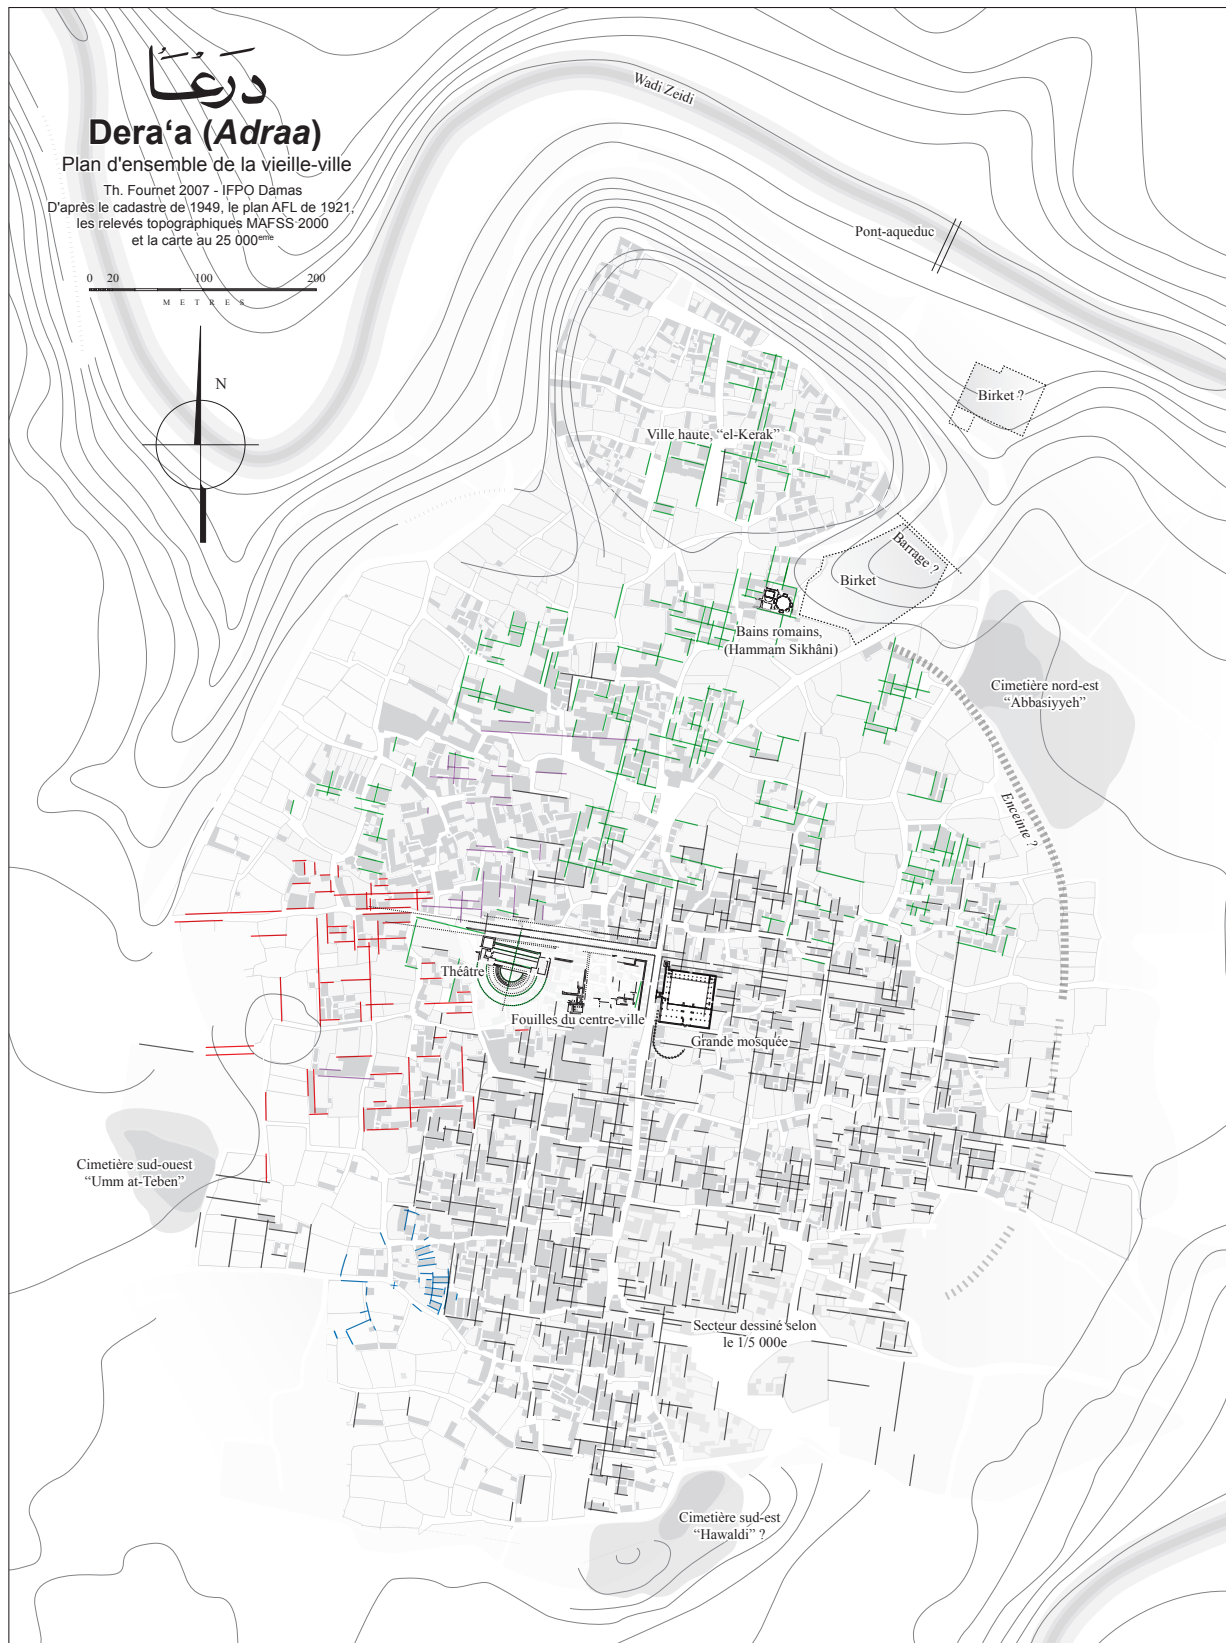 دَرعُـَا
Dera‘a (Adraa)
Plan d'ensemble de la vieille-ville
Th. Fournet 2007 - IFPO Damas
D'après le cadastre de 1949, le plan AFL de 1921,
les relevés topographiques MAFSS 2000
et la carte au 25 000eme
0 20 100 200
METRES
N
Wadi Zeidi
Pont-aqueduc
Birket ?
Ville haute, “el-Kerak”
Barrage ?
Birket
Bains romains,
(Hammam Sikhâni)
Cimetière nord-est
“Abbasiyyeh”
Enceinte ?
Théâtre
Fouilles du centre-ville
Grande mosquée
Cimetière sud-ouest
“Umm at-Teben”
Secteur dessiné selon
le 1/5 000e
Cimetière sud-est
“Hawaldi” ?